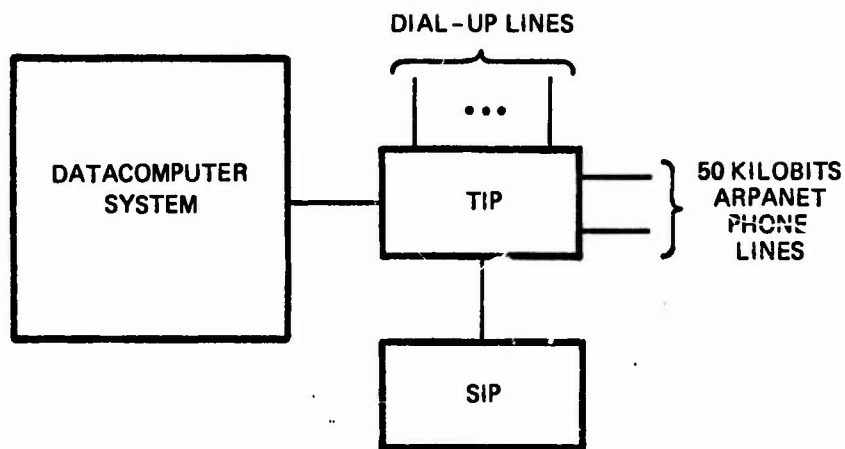 DIAL-UP LINES
...
DATACOMPUTER
SYSTEM
TIP
50 KILOBITS
ARPANET
PHONE
LINES
SIP